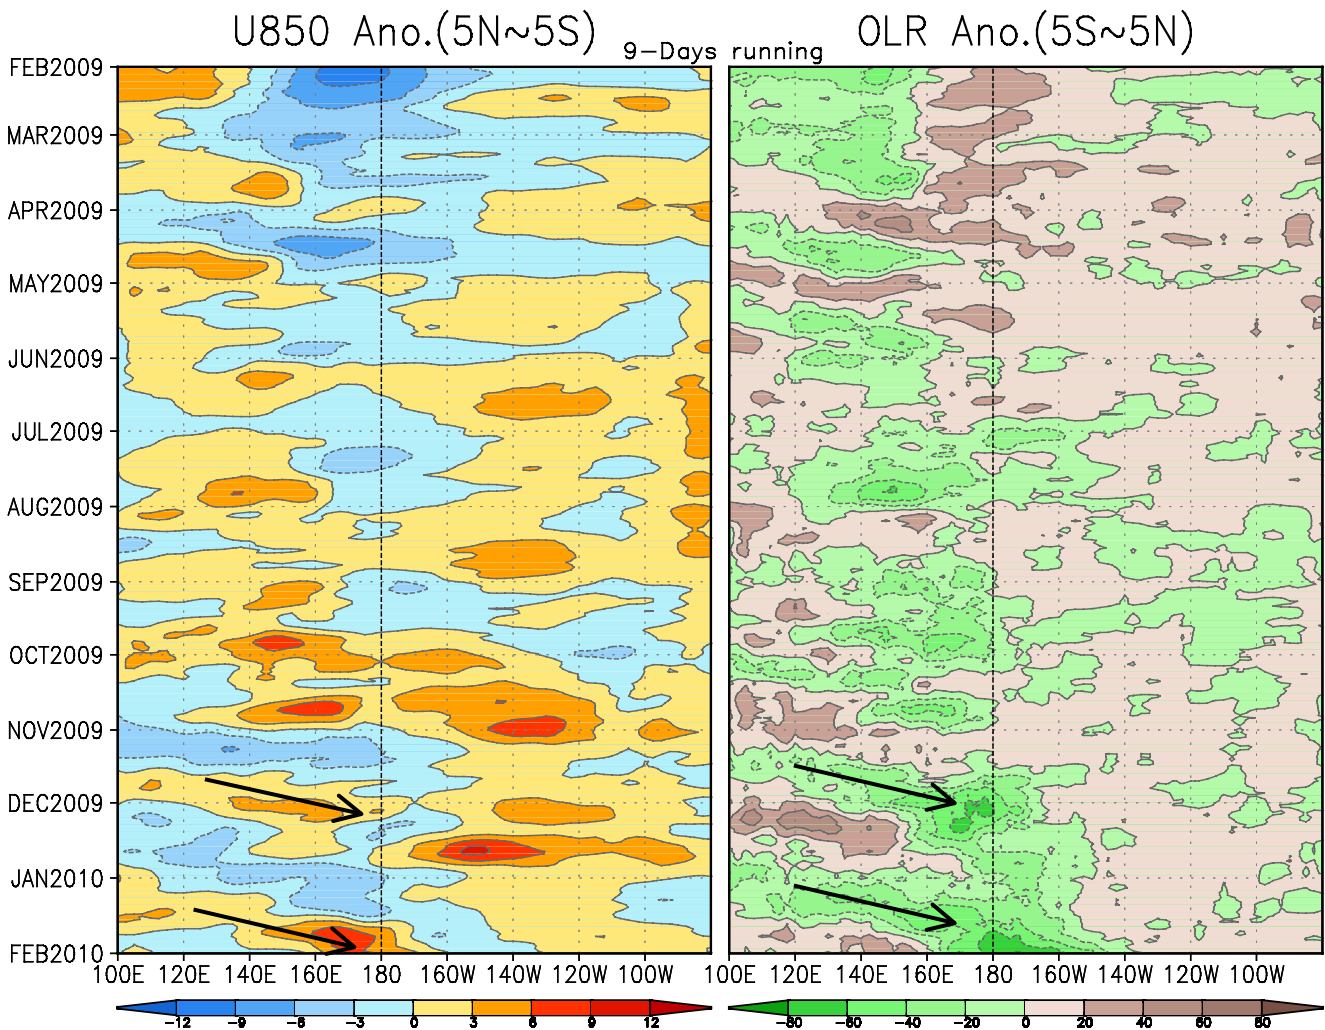 U850 Ano.(5N~5S)
9-Days running
OLR Ano.(5S~5N)
FEB2009
MAR2009
APR2009
MAY2009
JUN2009
JUL2009
AUG2009
SEP2009
OCT2009
NOV2009
DEC2009
JAN2010
FEB2010
100E 120E 140E 160E 180 160W 140W 120W 100W 80
100E 120E 140E 160E 180 160W 140W 120W 100W
-12 -9 -6 -3 0 3 6 9 12
-80 -60 -40 -20 0 20 40 60 80